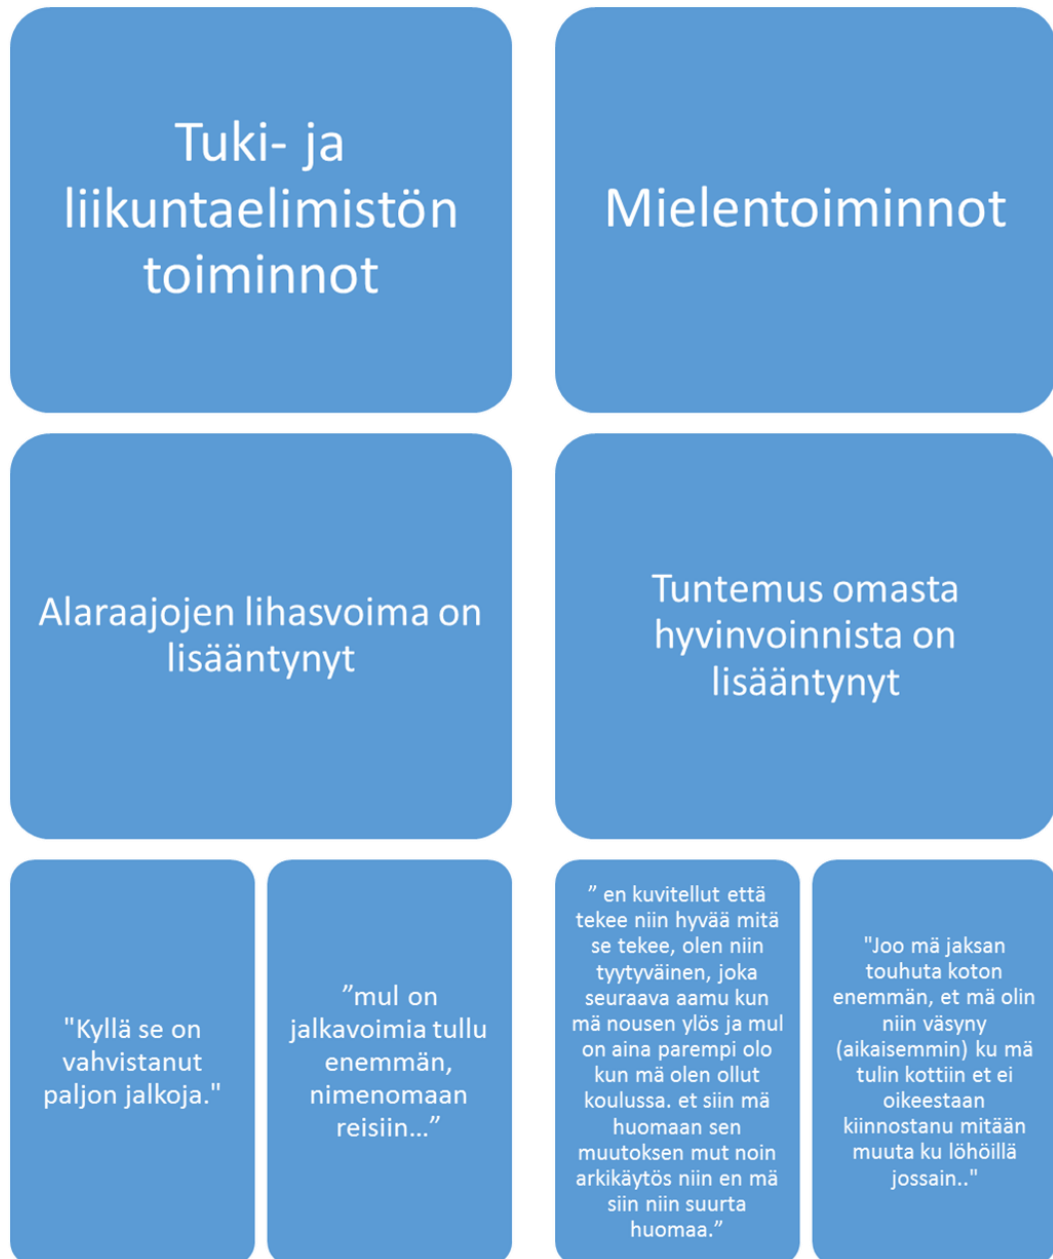 Tuki- ja
liikuntaelimistön
toiminnot
Mielentoiminnot
Alaraajojen lihasvoima on
lisääntynyt
Tuntemus omasta
hyvinvoinnista on
lisääntynyt
"Kyllä se on
vahvistanut
paljon jalkoja."
”mul on
jalkavoimia tullu
enemmän,
nimenomaan
reisiin…”
” en kuvitellut että
tekee niin hyvää mitä
se tekee, olen niin
tyytyväinen, joka
seuraava aamu kun
mä nousen ylös ja mul
on aina parempi olo
kun mä olen ollut
koulussa. et siin mä
huomaan sen
muutoksen mut noin
arkikäytös niin en mä
siin niin suurta
huomaa.”
"Joo mä jaksan
touhuta koton
enemmän, et mä olin
niin väsyny
(aikaisemmin) ku mä
tulin kottiin et ei
oikeestaan
kiinnostanu mitään
muuta ku löhöillä
jossain.."